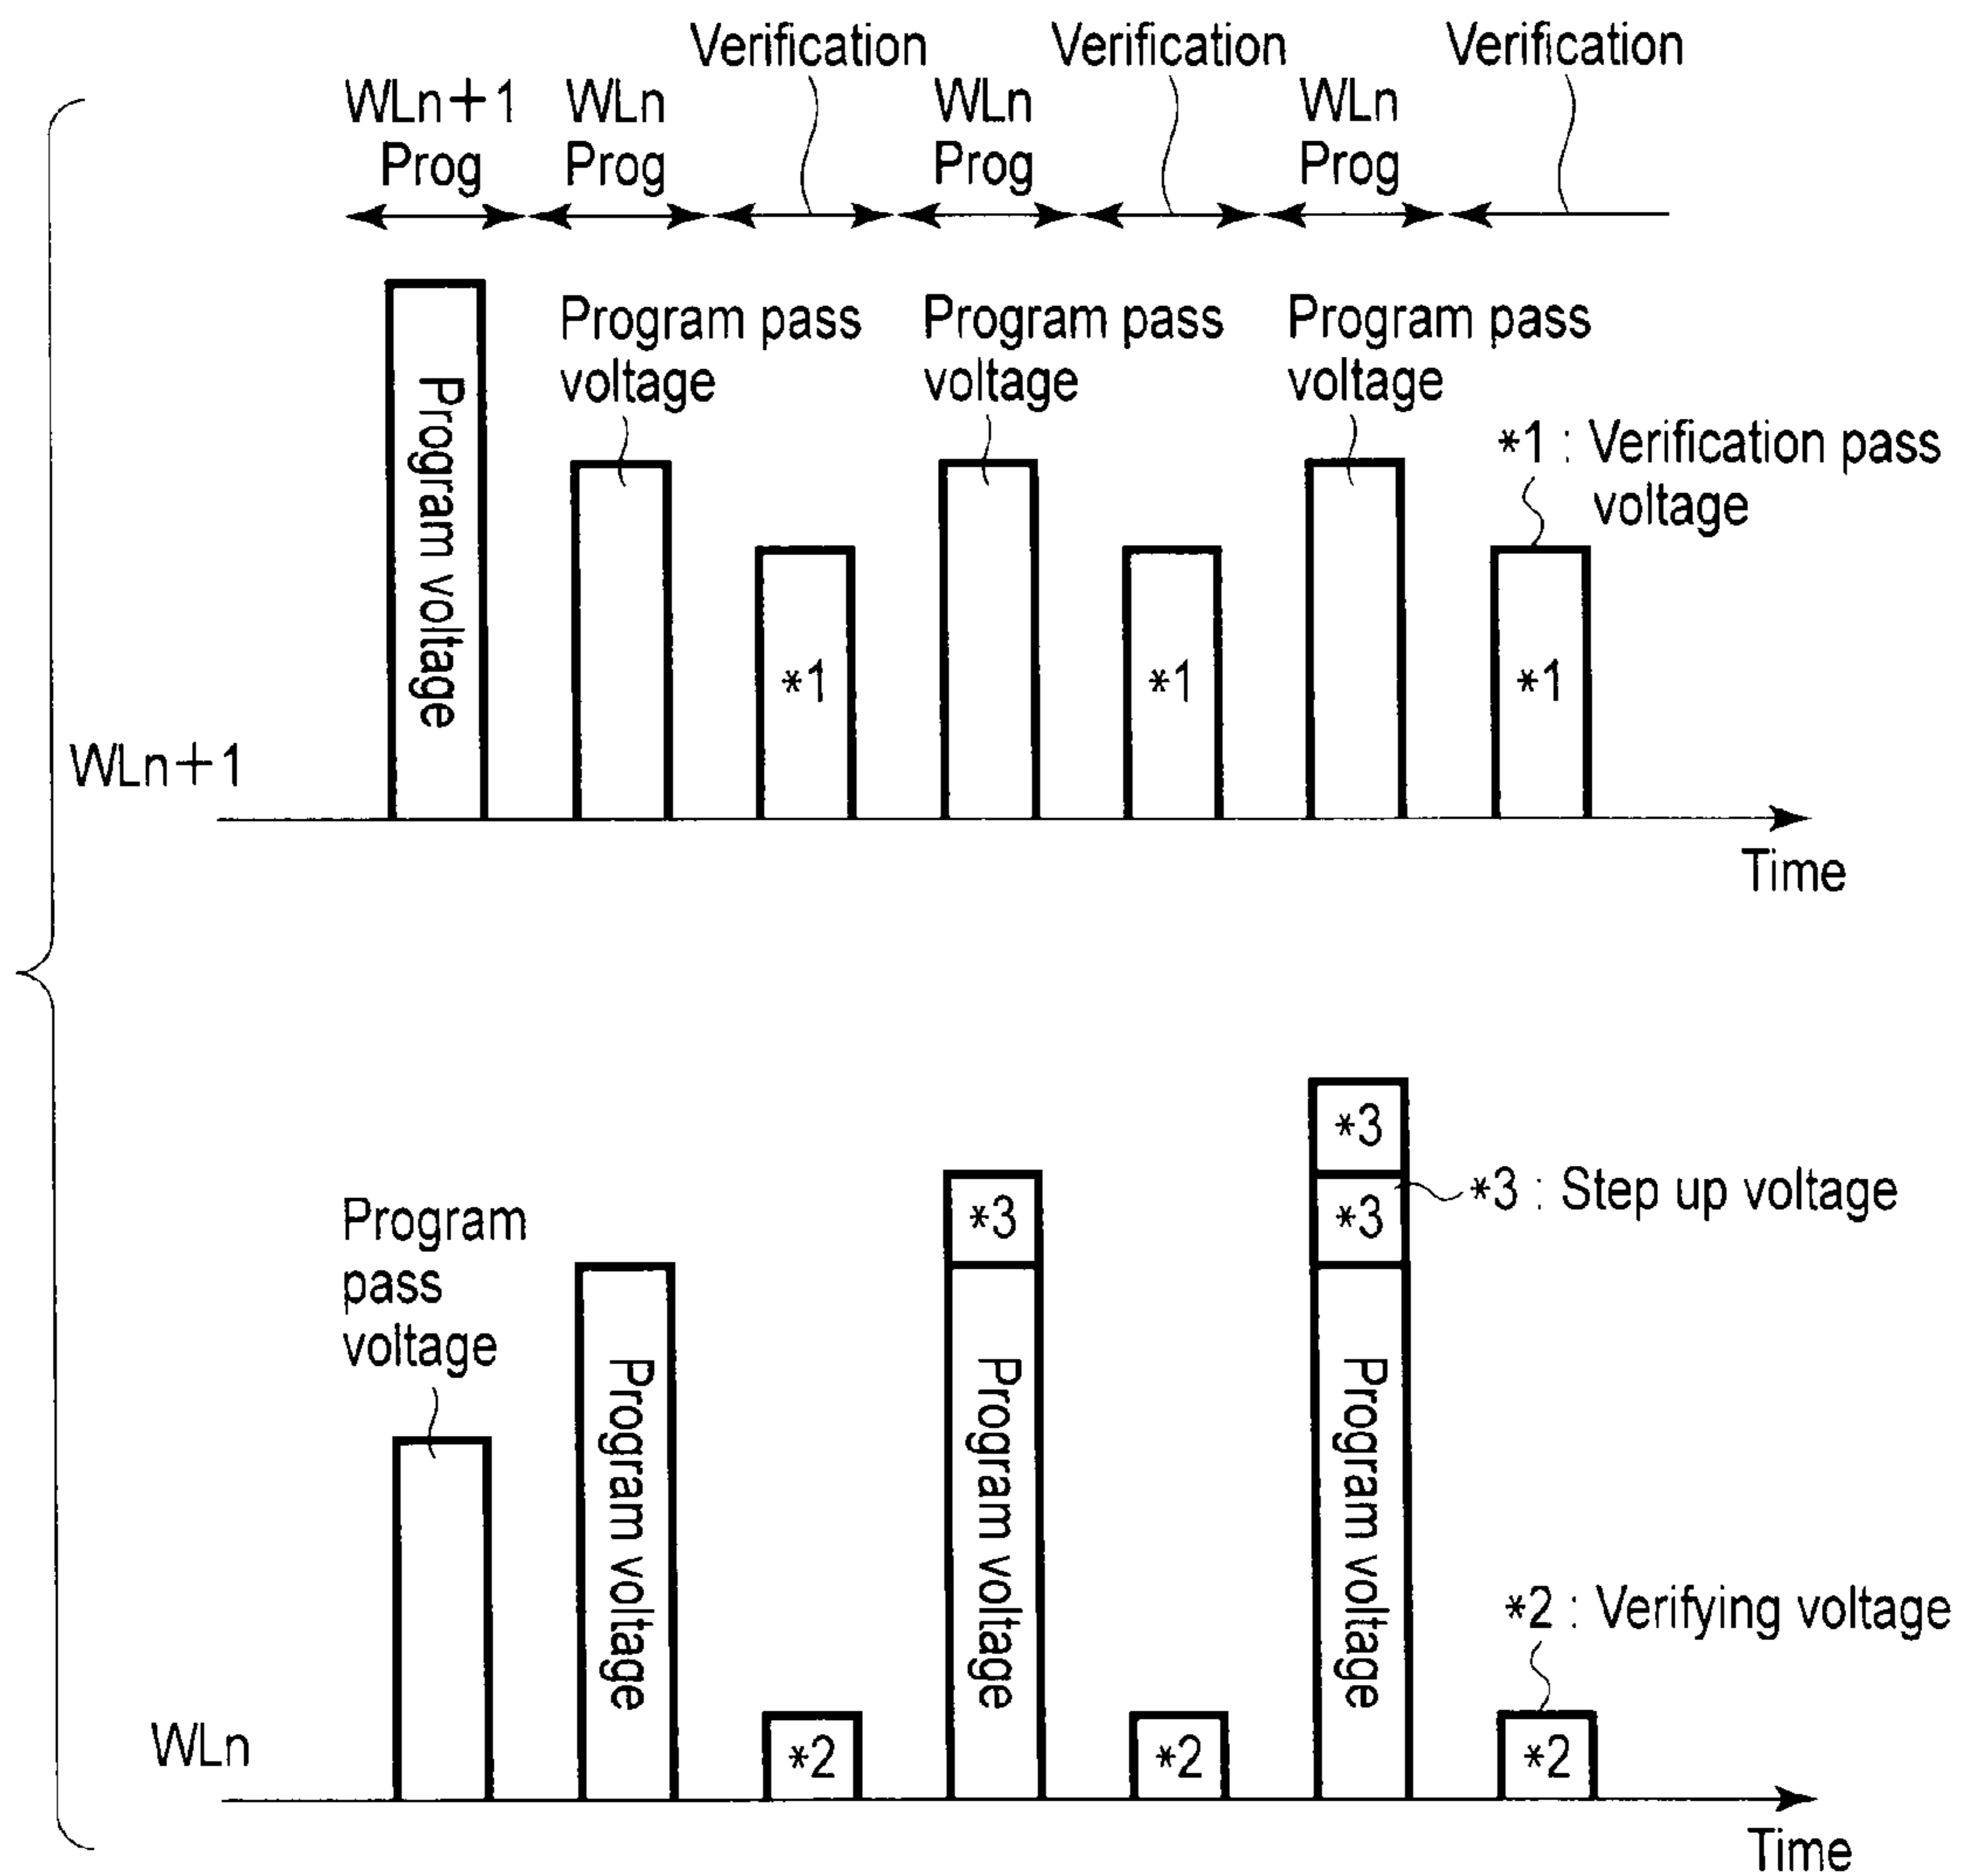 Verification
Verification
Verification
WLn+1
Prog
WLn
Prog
WLn
Prog
WLn
Prog
Program voltage
Program pass
voltage
Program pass
voltage
Program pass
voltage
*1 : Verification pass
voltage
*1
*1
*1
WLn+1
Time
Program
pass
voltage
Program voltage
*3
Program voltage
*3
*3
Program voltage
*3 : Step up voltage
*2 : Verifying voltage
*2
*2
*2
WLn
Time